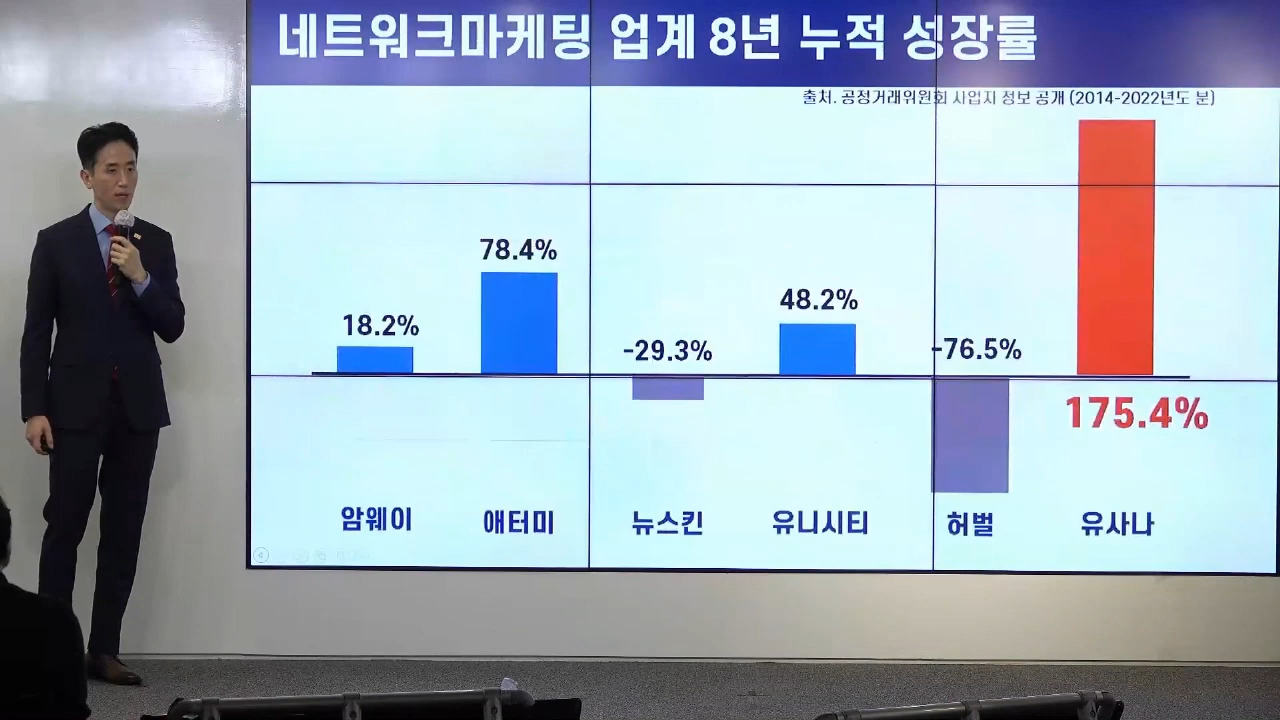 네트워크마케팅 업계 8년 누적 성장률
출처. 공정거래위원회 사업자 정보 공개 (2014-2022년도 분)
18.2%
78.4%
-29.3%
48.2%
-76.5%
175.4%
암웨이
애터미
뉴스킨
유니시티
허벌
유사나